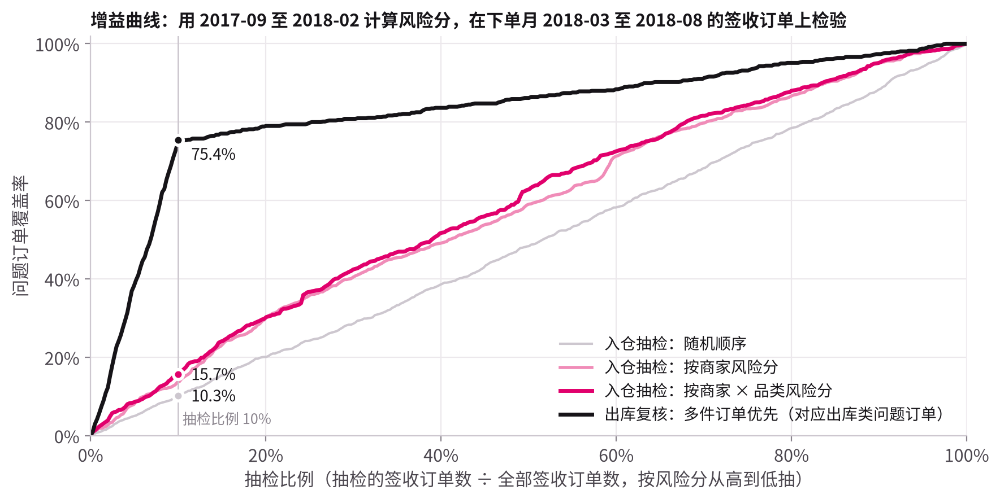 增益曲线：用 2017-09 至 2018-02 计算风险分，在下单月 2018-03 至 2018-08 的签收订单上检验
100%
80%
60%
40%
20%
0%
问题订单覆盖率
75.4%
15.7%
10.3%
抽检比例 10%
入仓抽检：随机顺序
入仓抽检：按商家风险分
入仓抽检：按商家 × 品类风险分
出库复核：多件订单优先（对应出库类问题订单）
0%
20%
40%
60%
80%
100%
抽检比例（抽检的签收订单数 ÷ 全部签收订单数，按风险分从高到低抽）